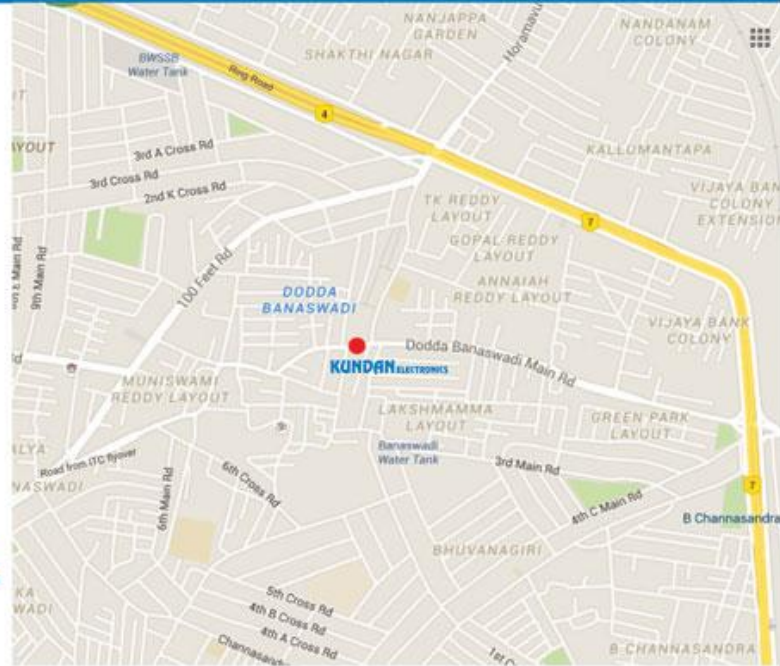 NANJAPPA
GARDEN
NANDANAM
COLONY
SHAKTHI NAGAR
BWSSB
Water Tank
Ring Road
4
3rd A Cross Rd
3rd Cross Rd
2nd K Cross Rd
KALLUMANTAPA
TK REDDY
LAYOUT
COLONY
EXTENSION
7
GOPAL REDDY
LAYOUT
9th Main Rd
100 Feet Rd
ANNAIAH
REDDY LAYOUT
DODDA
BANASWADI
VIJAYA BANK
COLONY
KUNDAN ELECTRONICS
Dodda Banaswadi Main Rd
MUNISWAMI
REDDY LAYOUT
LAKSHMAMMA
LAYOUT
GREEN PARK
LAYOUT
Banaswadi
Water Tank
Road from ITC flyover
6th Cross Rd
6th Main Rd
3rd Main Rd
4th C Main Rd
7
B Channasandra
BHUVANAGIRI
5th Cross Rd
4th B Cross Rd
4th A Cross Rd
B CHANNASANDRA